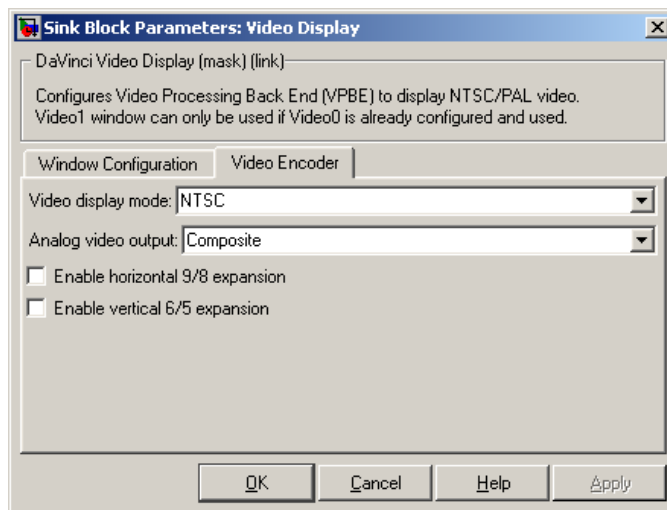 Sink Block Parameters: Video Display
DaVinci Video Display (mask) (link)
Configures Video Processing Back End (VPBE) to display NTSC/PAL video.
Video1 window can only be used if Video0 is already configured and used.
Window Configuration Video Encoder
Video display mode: NTSC
Analog video output: Composite
Enable horizontal 9/8 expansion
Enable vertical 6/5 expansion
OK Cancel Help Apply